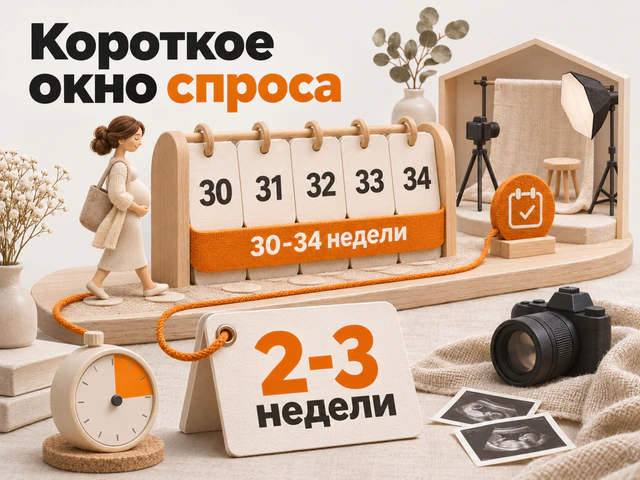 Короткое
окно спроса
30 31 32 33 34
30-34 недели
2-3
недели